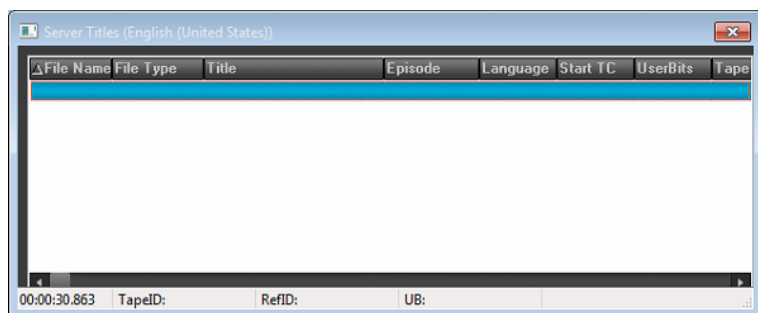 Server Titles (English (United States))
File Name File Type Title Episode Language Start TC UserBits Tape
00:00:30.863 TapeID: RefID: UB: